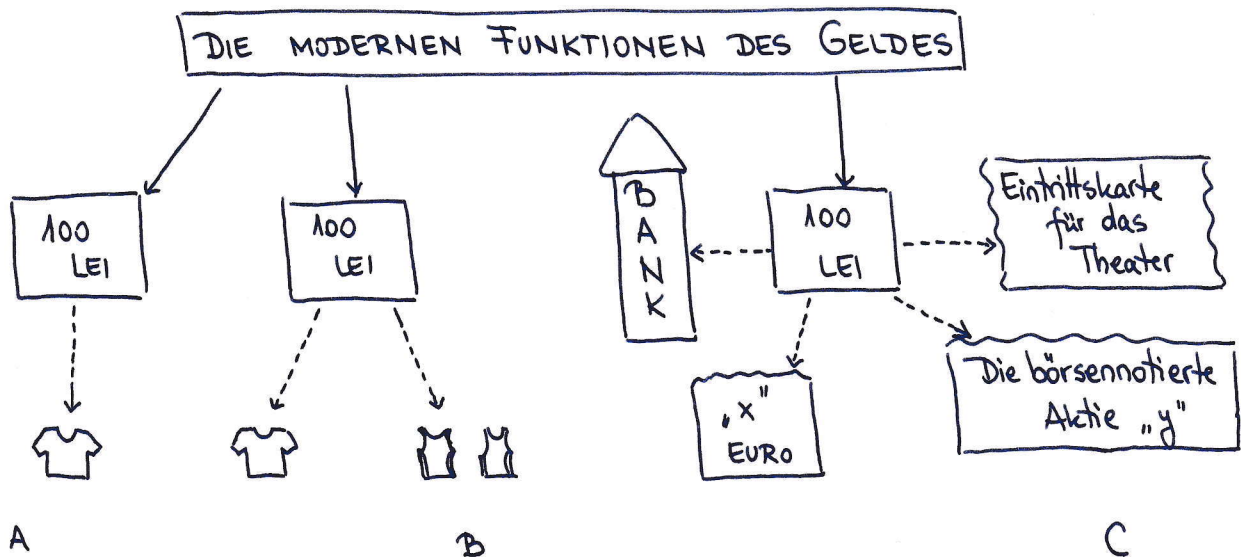 DIE MODERNEN FUNKTIONEN DES GELDES
100
LEI
100
LEI
BANK
100
LEI
Eintrittskarte
für das
Theater
„x"
EURO
Die börsennotierte
Aktie „y"
A
B
C